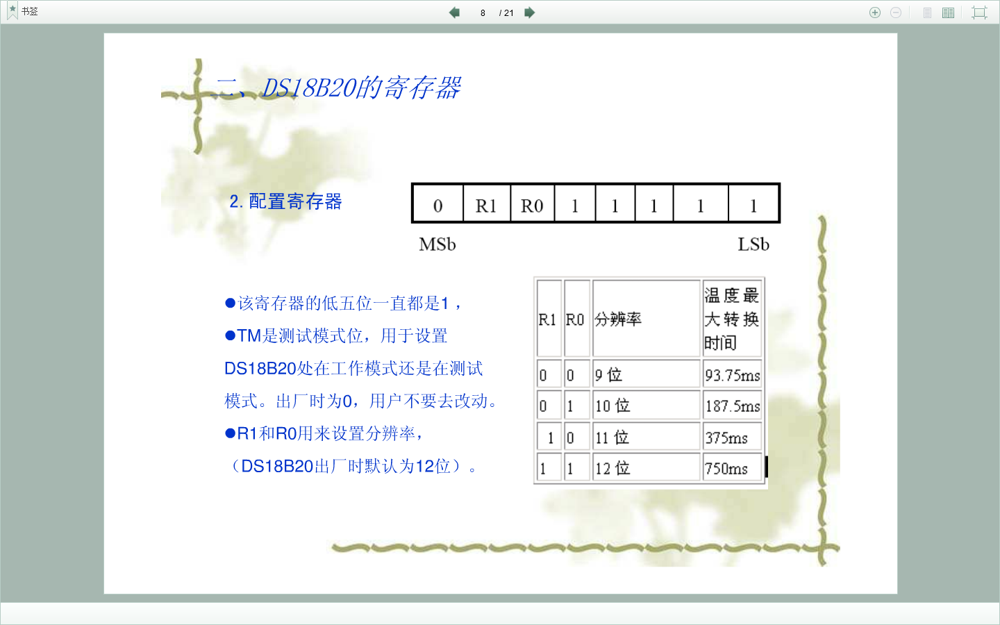 书签
8 / 21
二、DS18B20的寄存器
2.配置寄存器
0 R1 R0 1 1 1 1 1
MSb LSb
●该寄存器的低五位一直都是1 ，
●TM是测试模式位，用于设置
DS18B20处在工作模式还是在测试
模式。出厂时为0，用户不要去改动。
●R1和R0用来设置分辨率，
（DS18B20出厂时默认为12位）。
R1 R0 分辨率 温度最大转换时间
0 0 9 位 93.75ms
0 1 10 位 187.5ms
1 0 11 位 375ms
1 1 12 位 750ms